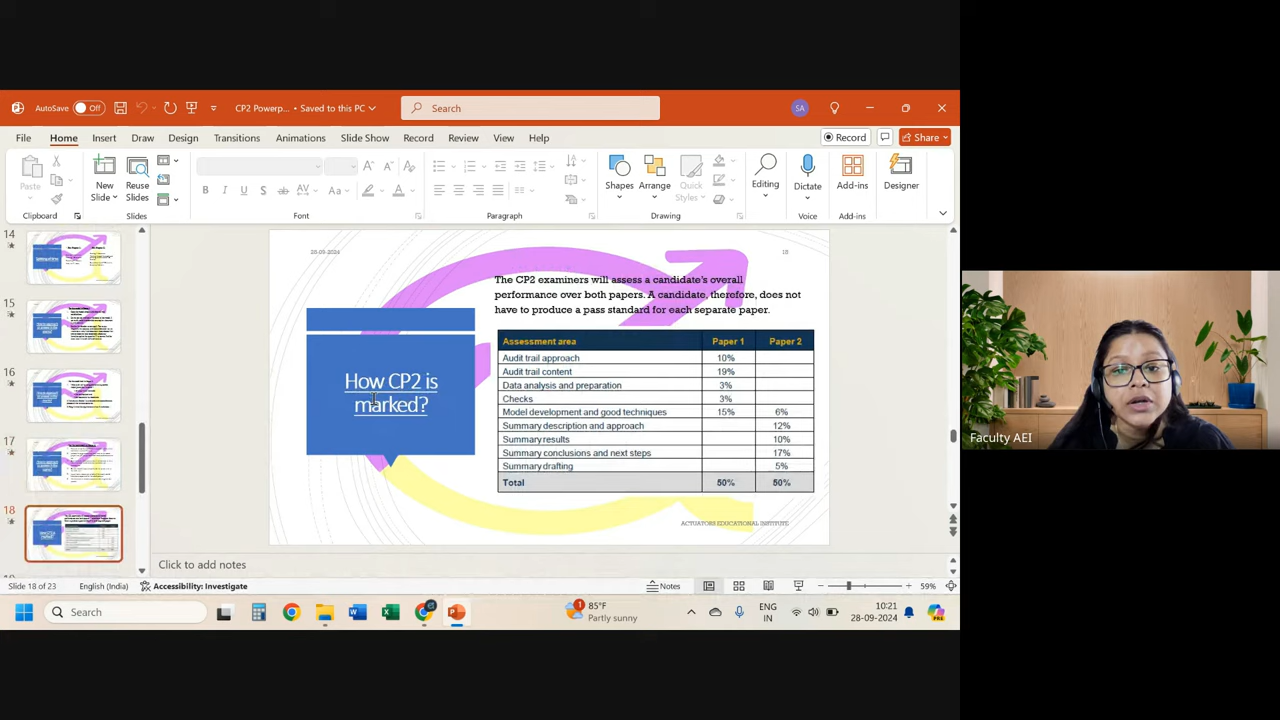 AutoSave Off CP2 Powerp... • Saved to this PC Search SA
File Home Insert Draw Design Transitions Animations Slide Show Record Review View Help Record Share
Paste New Slide Reuse Slides Shapes Arrange Quick Styles Editing Dictate Add-ins Designer
Clipboard Slides Font Paragraph Drawing Voice Add-ins
14
15
16
17
18
28-09-2024
18
How CP2 is
marked?
The CP2 examiners will assess a candidate's overall
performance over both papers. A candidate, therefore, does not
have to produce a pass standard for each separate paper.
Assessment area Paper 1 Paper 2
Audit trail approach 10%
Audit trail content 19%
Data analysis and preparation 3%
Checks 3%
Model development and good techniques 15% 6%
Summary description and approach 12%
Summary results 10%
Summary conclusions and next steps 17%
Summary drafting 5%
Total 50% 50%
ACTUATORS EDUCATIONAL INSTITUTE
Click to add notes
Slide 18 of 23 English (India) Accessibility: Investigate Notes 59%
Search 1 85°F Partly sunny ENG IN 10:21 28-09-2024
Faculty AEI